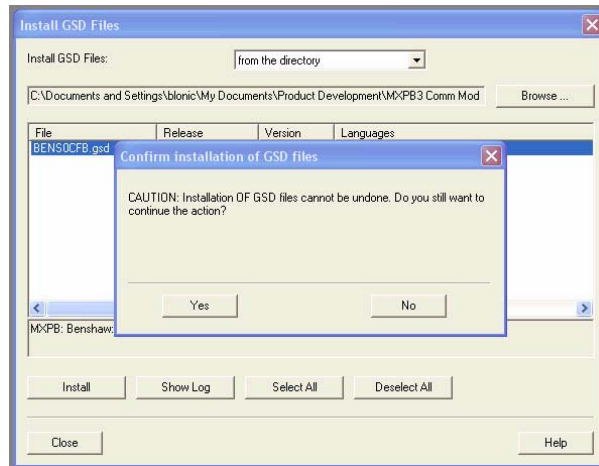 Install GSD Files
Install GSD Files:
from the directory
C:\Documents and Settings\blonic\My Documents\Product Development\MXPB3 Comm Mod
Browse ...
File Release Version Languages
BENS0CFB.gsd
Confirm installation of GSD files
CAUTION: Installation OF GSD files cannot be undone. Do you still want to
continue the action?
Yes No
MXPB: Benshaw:
Install Show Log Select All Deselect All
Close Help